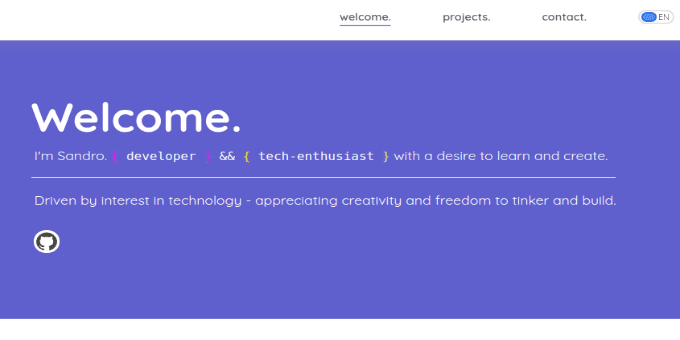 welcome. projects. contact. EN
Welcome.
I'm Sandro. { developer } && { tech-enthusiast } with a desire to learn and create.
Driven by interest in technology - appreciating creativity and freedom to tinker and build.